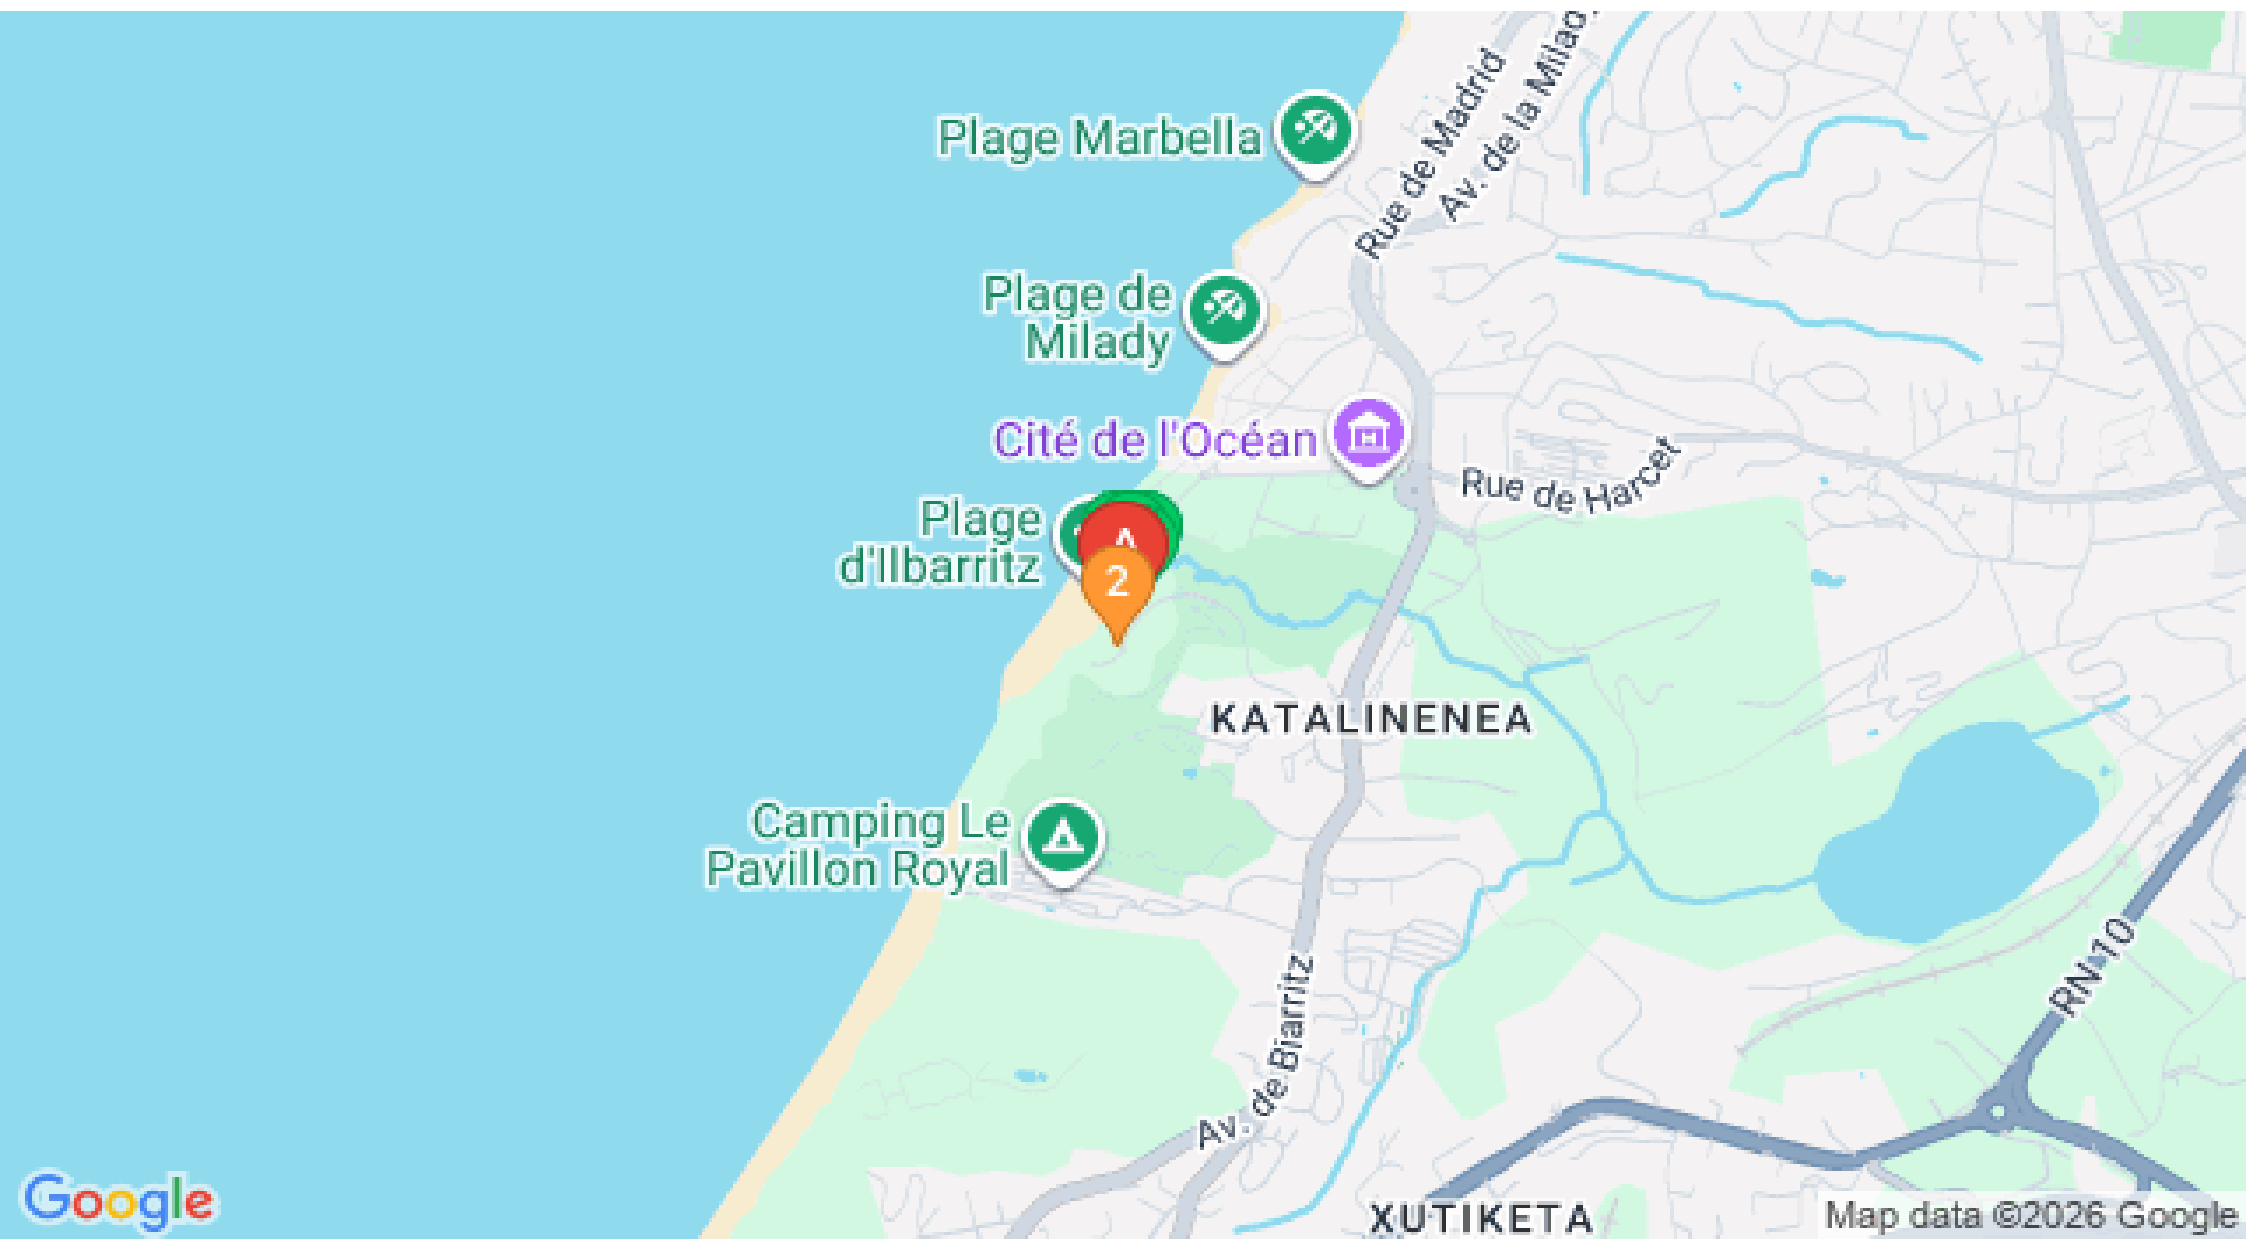 Plage Marbella
Rue de Madrid
Av. de la Milady
Plage de
Milady
Cité de l'Océan
Rue de Harcet
Plage
d'Ilbarritz
A
2
KATALINENEA
Camping Le
Pavillon Royal
RN-10
Av. de Biarritz
XUTIKETA
Google
Map data ©2026 Google